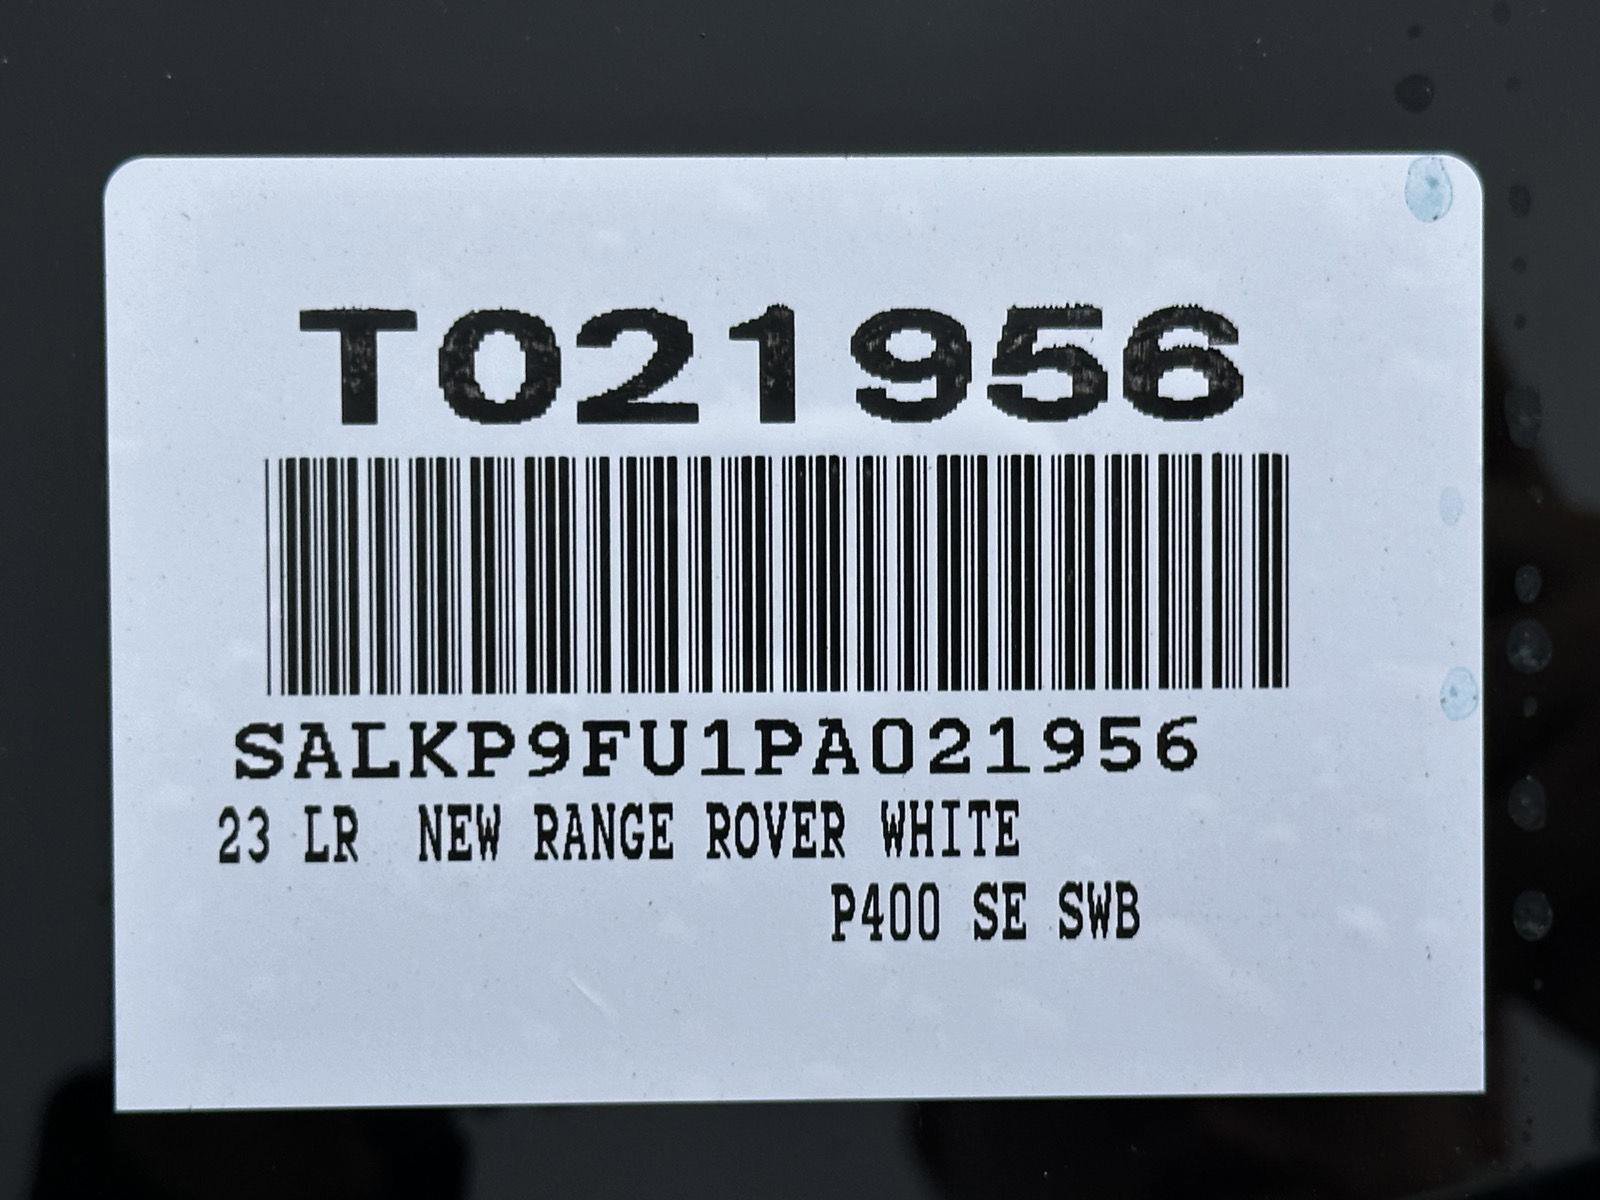 T021956
SALKP9FU1PA021956
23 LR NEW RANGE ROVER WHITE
P400 SE SWB